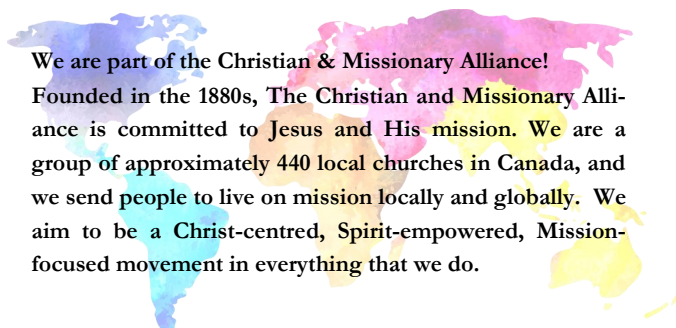 We are part of the Christian & Missionary Alliance!
Founded in the 1880s, The Christian and Missionary Alli-
ance is committed to Jesus and His mission. We are a
group of approximately 440 local churches in Canada, and
we send people to live on mission locally and globally.  We
aim to be a Christ-centred, Spirit-empowered, Mission-
focused movement in everything that we do.